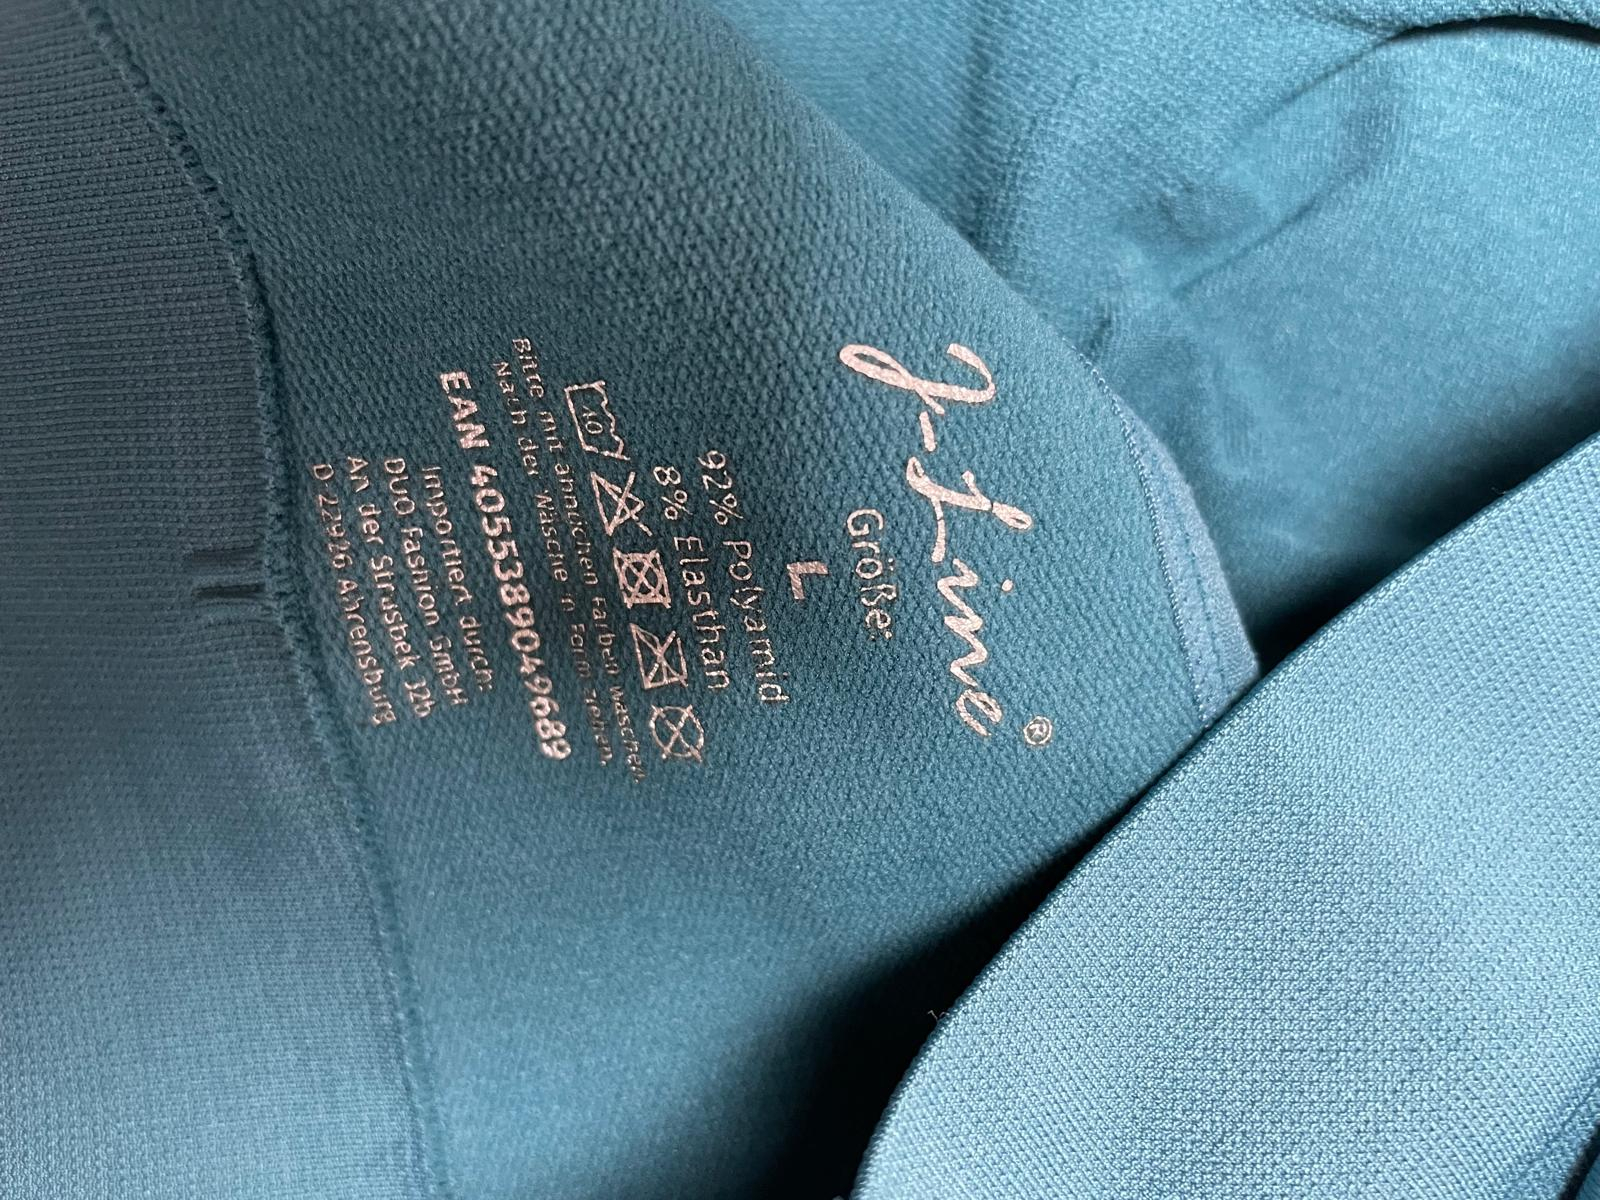 J-Line®
Größe:
L
92% Polyamid
8% Elasthan
40
Bitte mit ähnlichen Farben waschen.
Nach der Wäsche in Form ziehen.
EAN 4055389049689
Importiert durch:
Duo Fashion GmbH
An der Strusbek 32b
D 22926 Ahrensburg